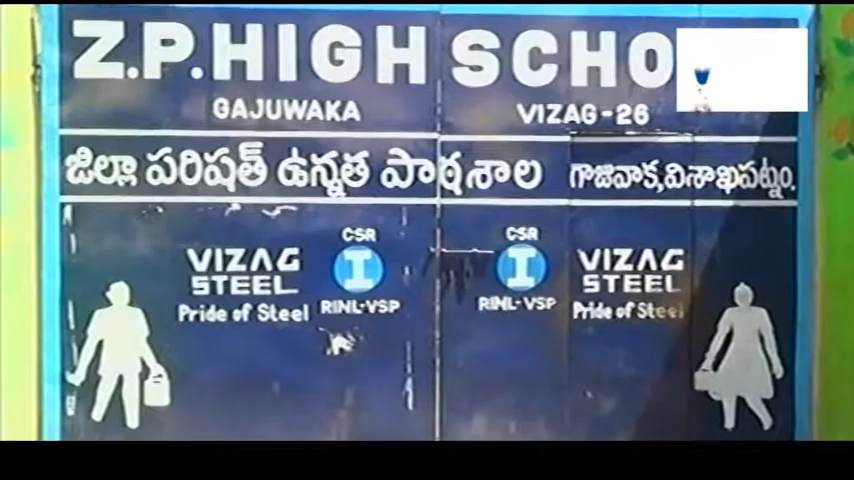 Z.P. HIGH SCHO
GAJUWAKA VIZAG-26
జిల్లా పరిషత్ ఉన్నత పాఠశాల గాజువాక, విశాఖపట్నం.
VIZAG STEEL
Pride of Steel
CSR
RINL-VSP
CSR
RINL-VSP
VIZAG STEEL
Pride of Steel